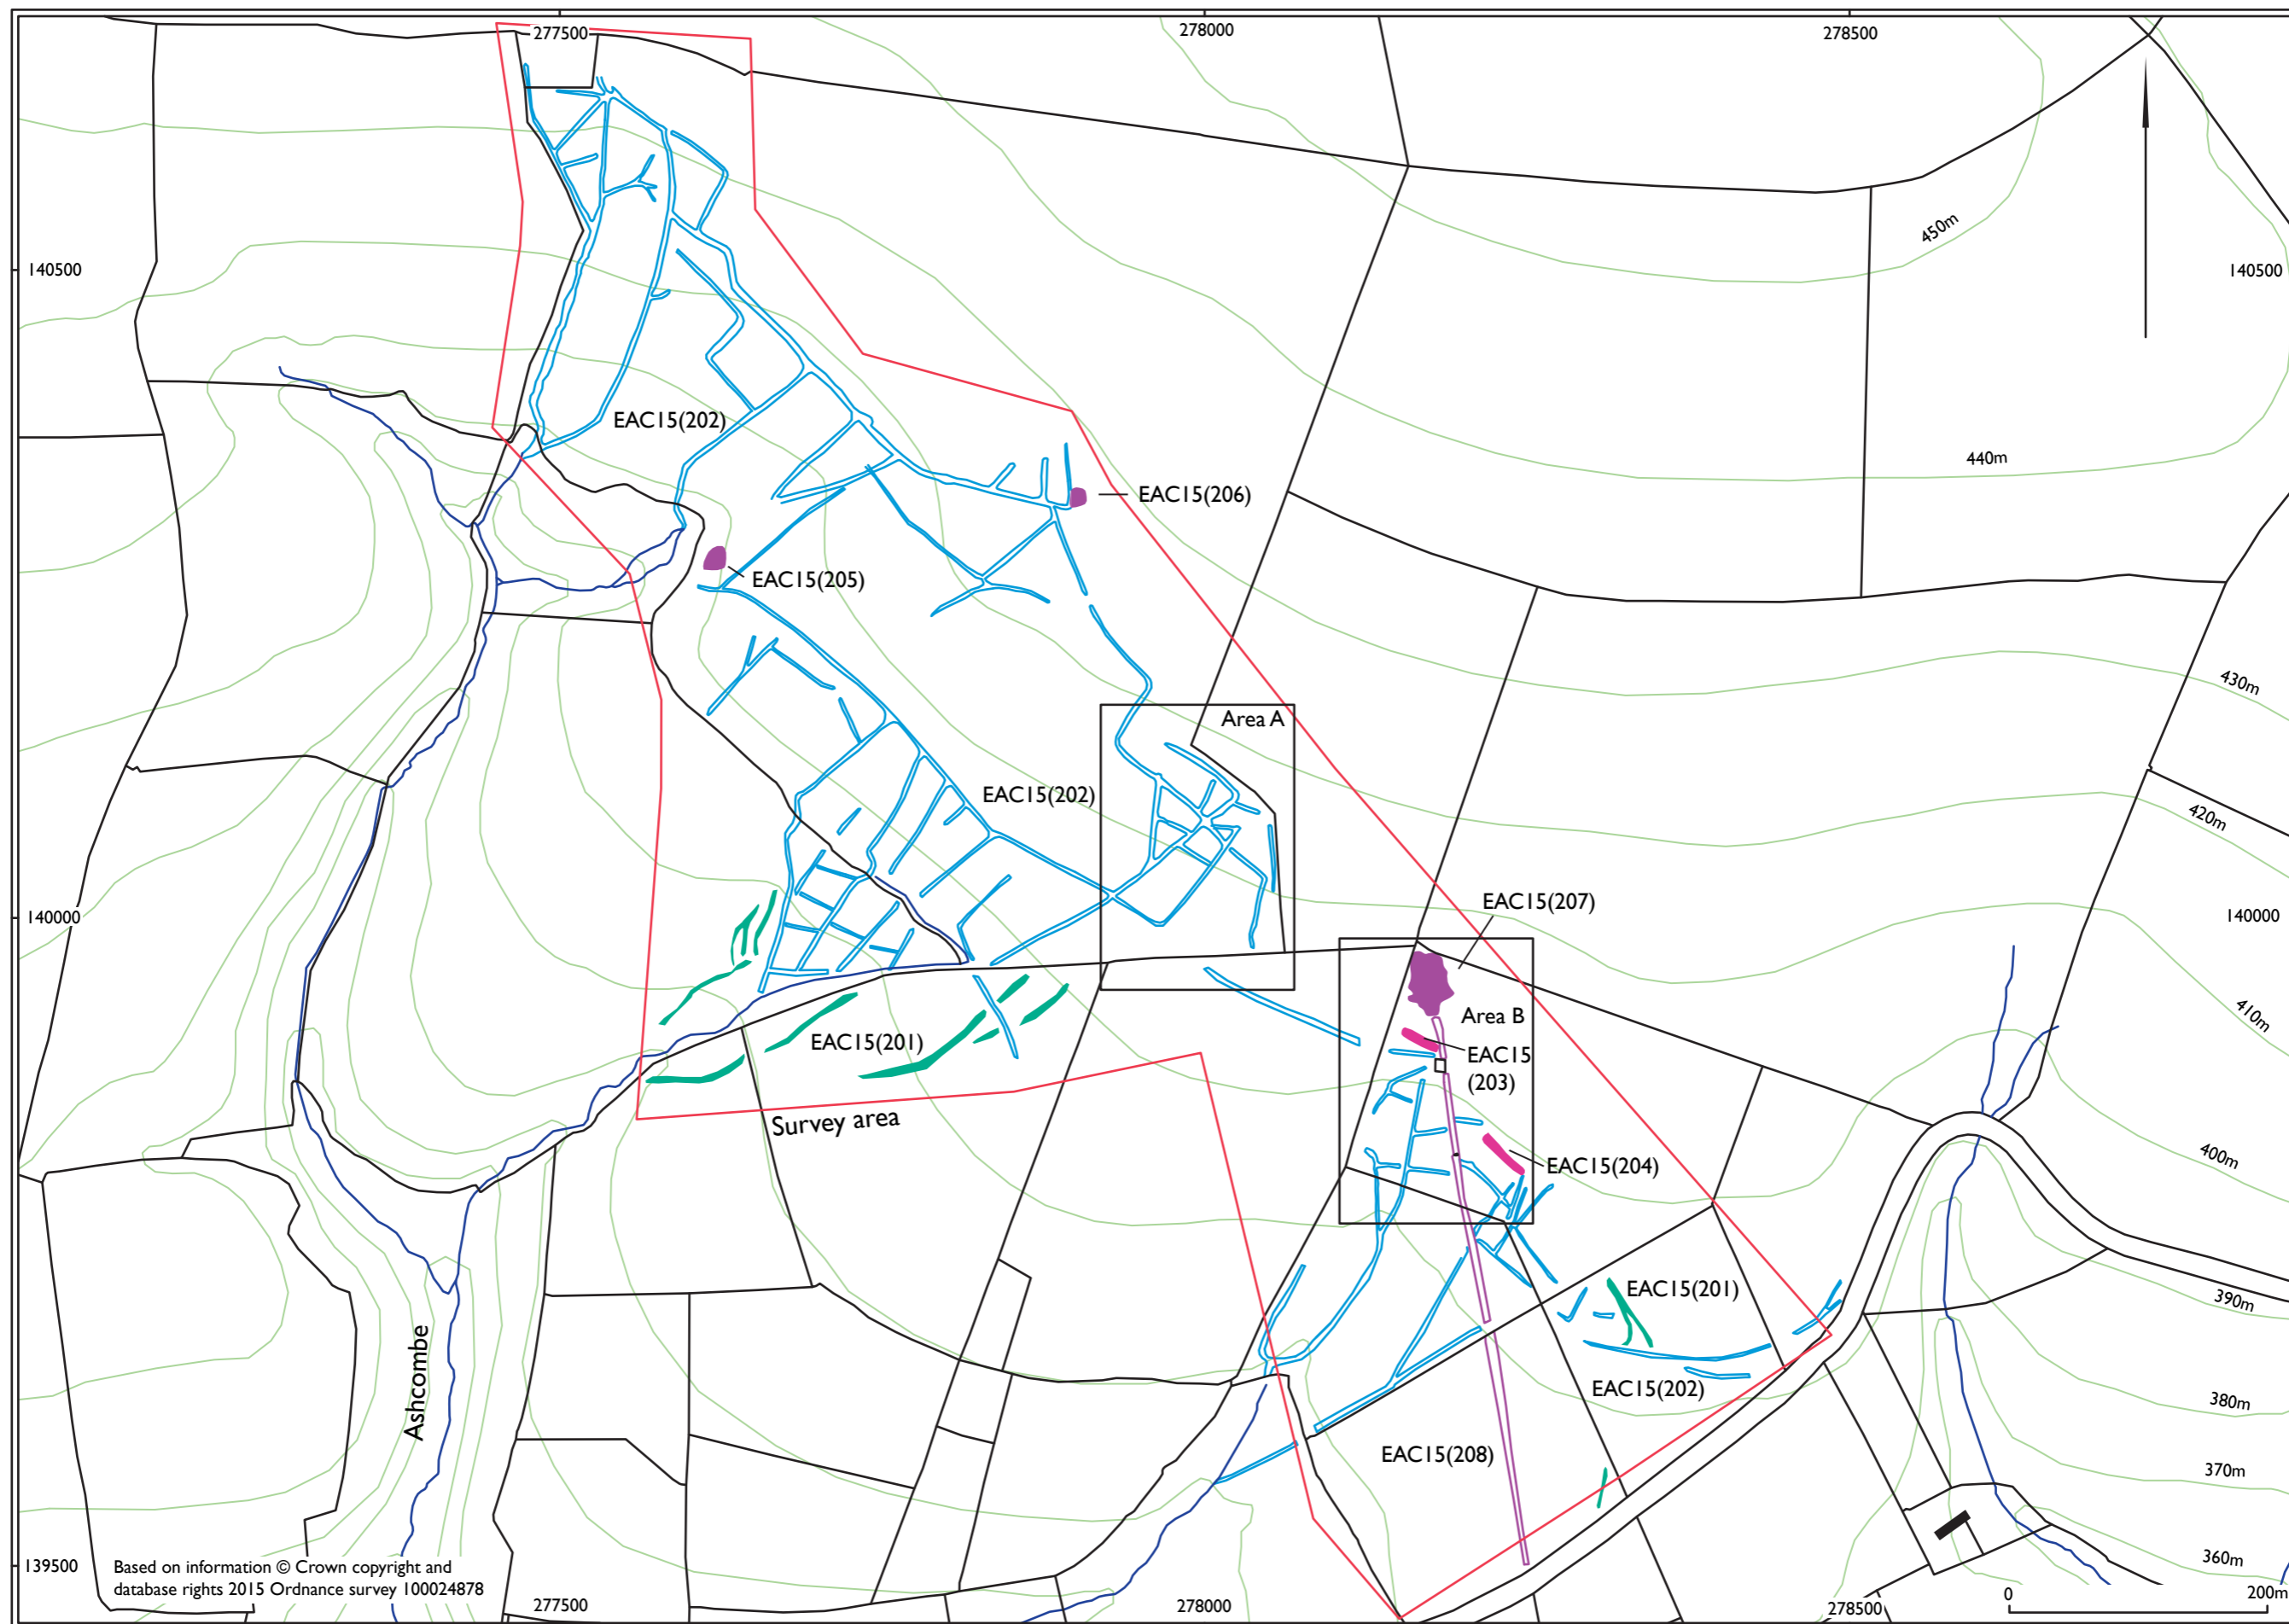 277500
278000
278500
450m
140500
140500
EAC15(202)
440m
EAC15(206)
EAC15(205)
430m
Area A
EAC15(202)
420m
EAC15(207)
140000
140000
Area B
410m
EAC15(201)
EAC15
(203)
Survey area
400m
EAC15(204)
EAC15(201)
390m
Ashcombe
EAC15(202)
380m
EAC15(208)
370m
139500
Based on information © Crown copyright and
database rights 2015 Ordnance survey 100024878
360m
277500
278000
278500
0
200m